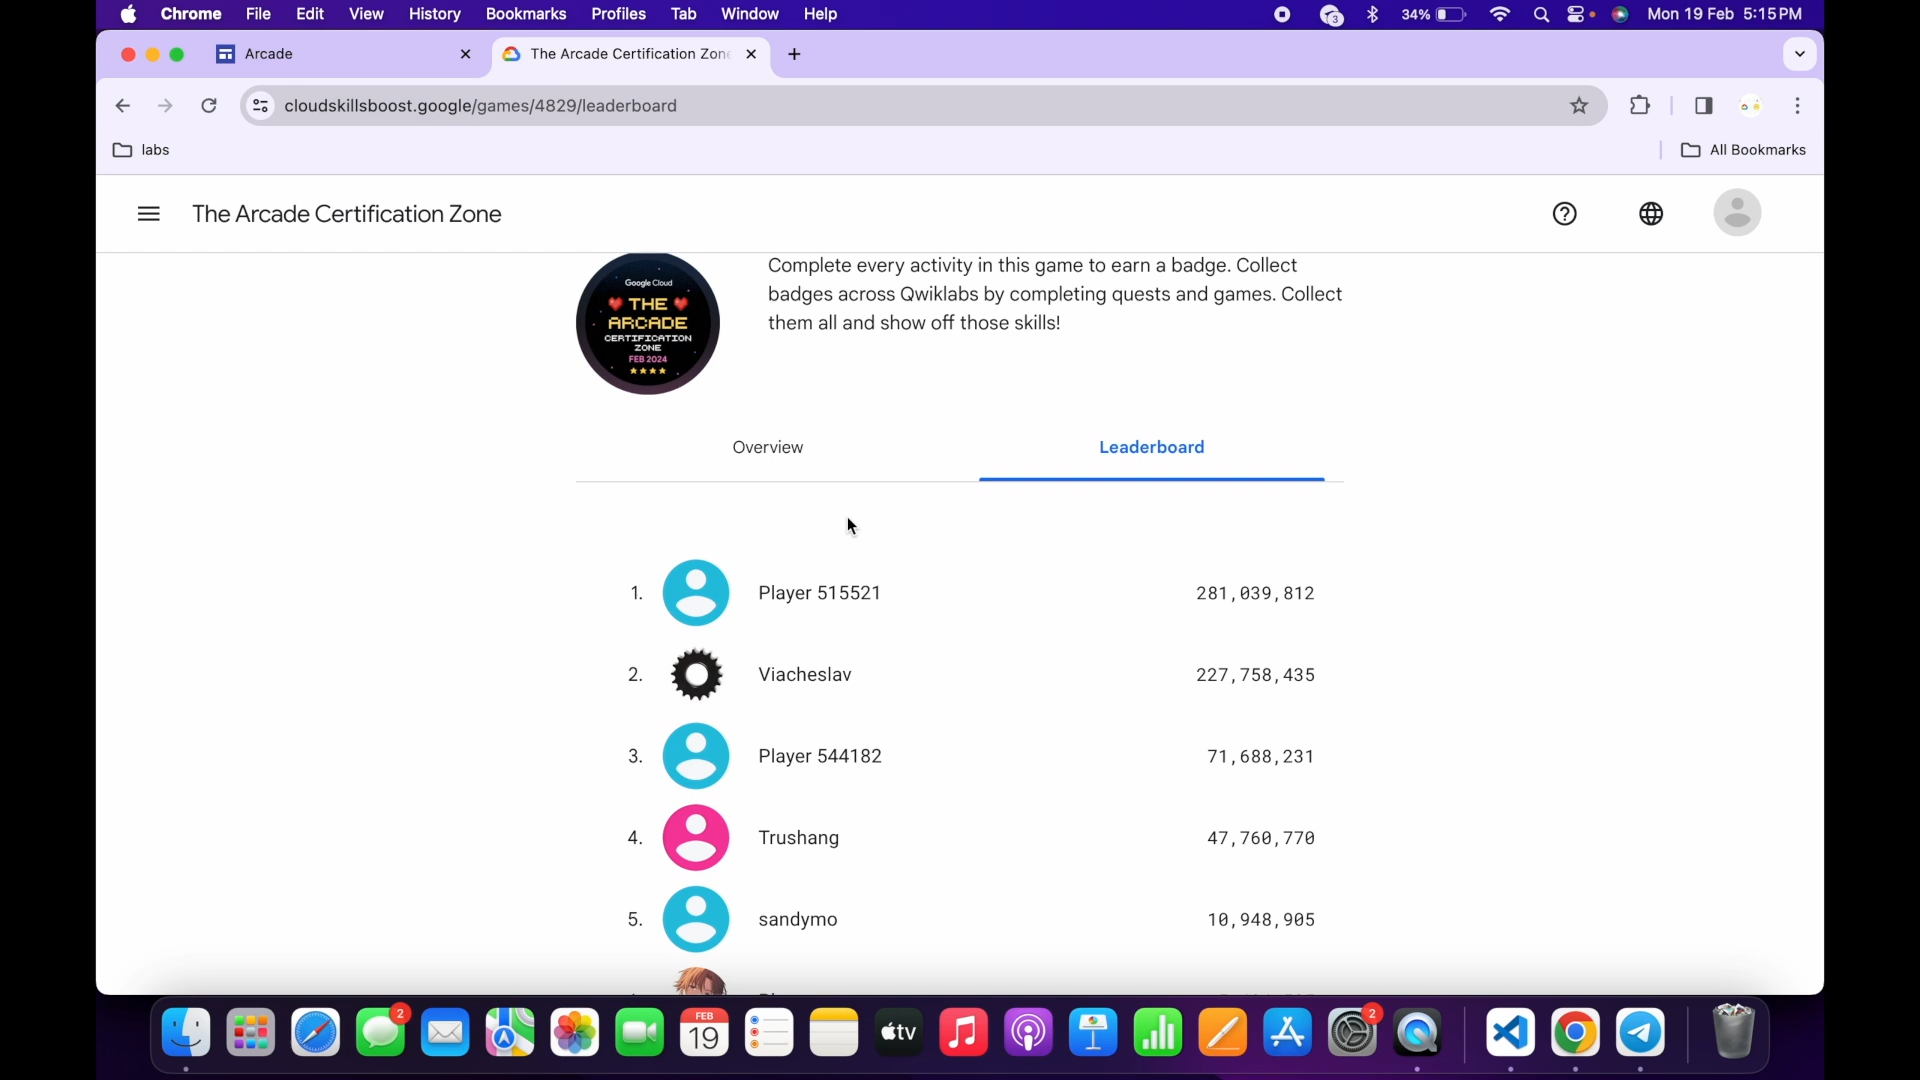 Chrome File Edit View History Bookmarks Profiles Tab Window Help 3 34% Mon 19 Feb 5:15 PM
Arcade The Arcade Certification Zone
cloudskillsboost.google/games/4829/leaderboard
labs All Bookmarks
The Arcade Certification Zone
Complete every activity in this game to earn a badge. Collect
badges across Qwiklabs by completing quests and games. Collect
them all and show off those skills!
Google Cloud
THE
ARCADE
CERTIFICATION
ZONE
FEB 2024
Overview Leaderboard
1. Player 515521 281,039,812
2. Viacheslav 227,758,435
3. Player 544182 71,688,231
4. Trushang 47,760,770
5. sandymo 10,948,905
2 FEB 19 tv 2